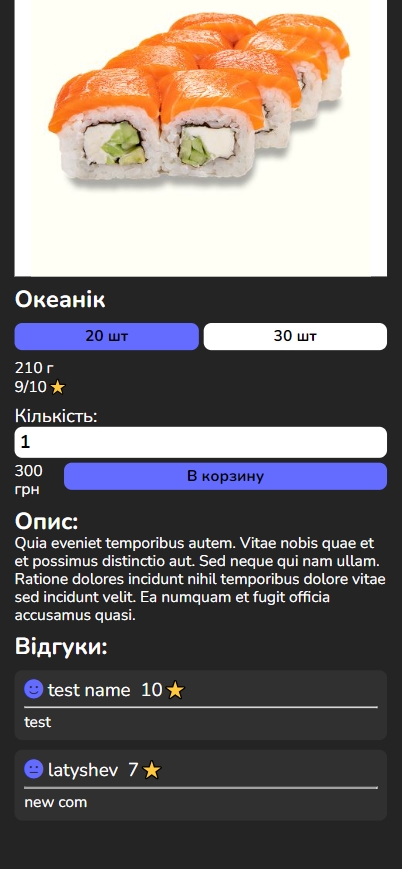 Океанік
20 шт 30 шт
210 г
9/10
Кількість:
1
300 грн В корзину
Опис:
Quia eveniet temporibus autem. Vitae nobis quae et
et possimus distinctio aut. Sed neque qui nam ullam.
Ratione dolores incidunt nihil temporibus dolore vitae
sed incidunt velit. Ea numquam et fugit officia
accusamus quasi.
Відгуки:
test name 10
test
latyshev 7
new com